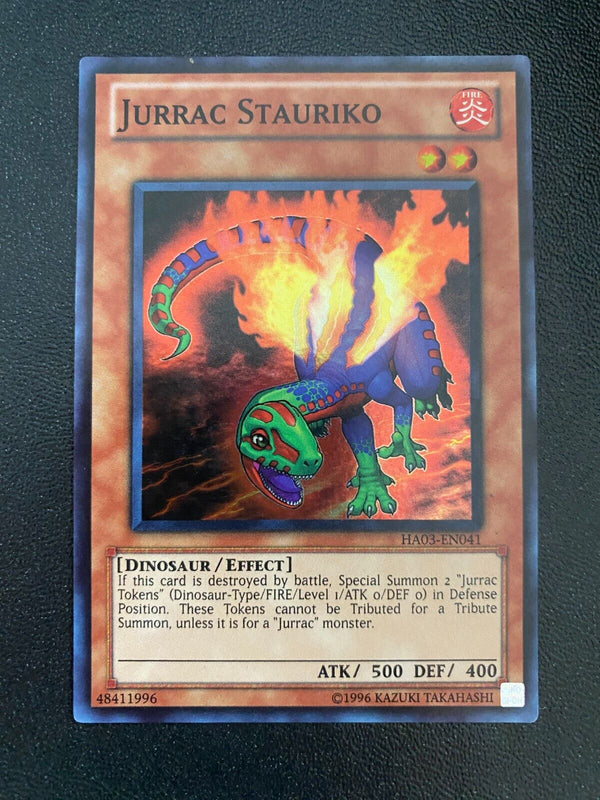 JURRAC STAURIKO
FIRE
炎
HA03-EN041
[DINOSAUR/EFFECT]
If this card is destroyed by battle, Special Summon 2 "Jurrac
Tokens" (Dinosaur-Type/FIRE/Level 1/ATK 0/DEF 0) in Defense
Position. These Tokens cannot be Tributed for a Tribute
Summon, unless it is for a "Jurrac" monster.
ATK/ 500 DEF/ 400
48411996
©1996 KAZUKI TAKAHASHI